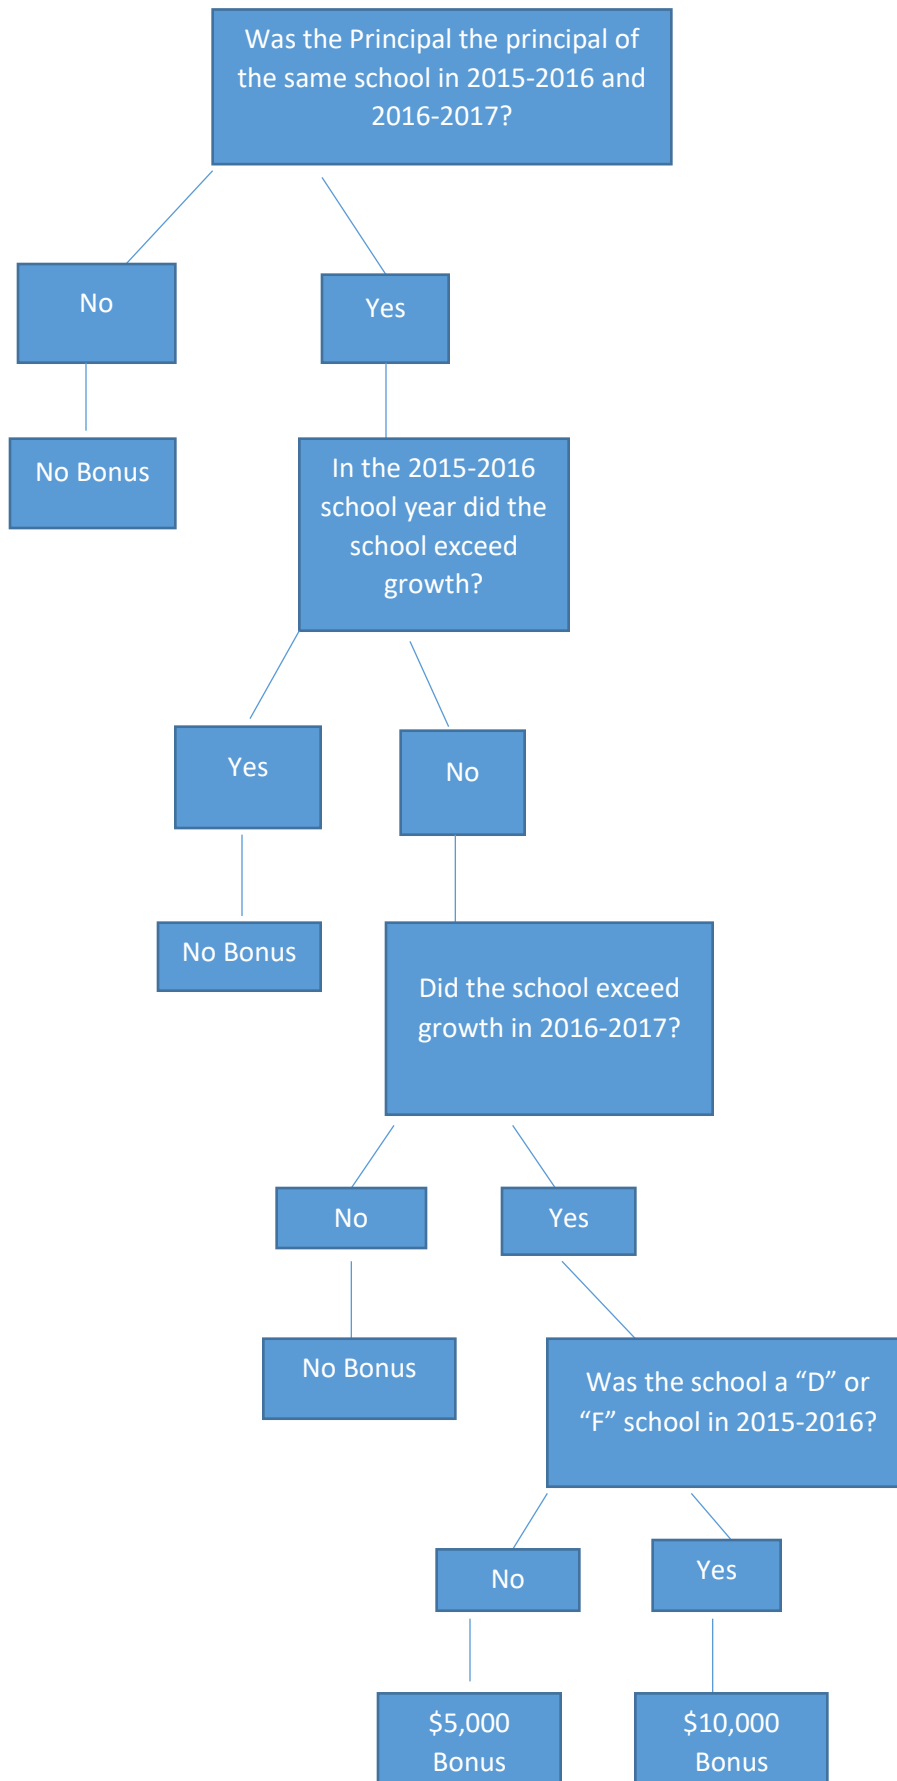 Was the Principal the principal of
the same school in 2015-2016 and
2016-2017?
No
Yes
No Bonus
In the 2015-2016
school year did the
school exceed
growth?
Yes
No
No Bonus
Did the school exceed
growth in 2016-2017?
No
Yes
No Bonus
Was the school a “D” or
“F” school in 2015-2016?
No
Yes
$5,000
Bonus
$10,000
Bonus